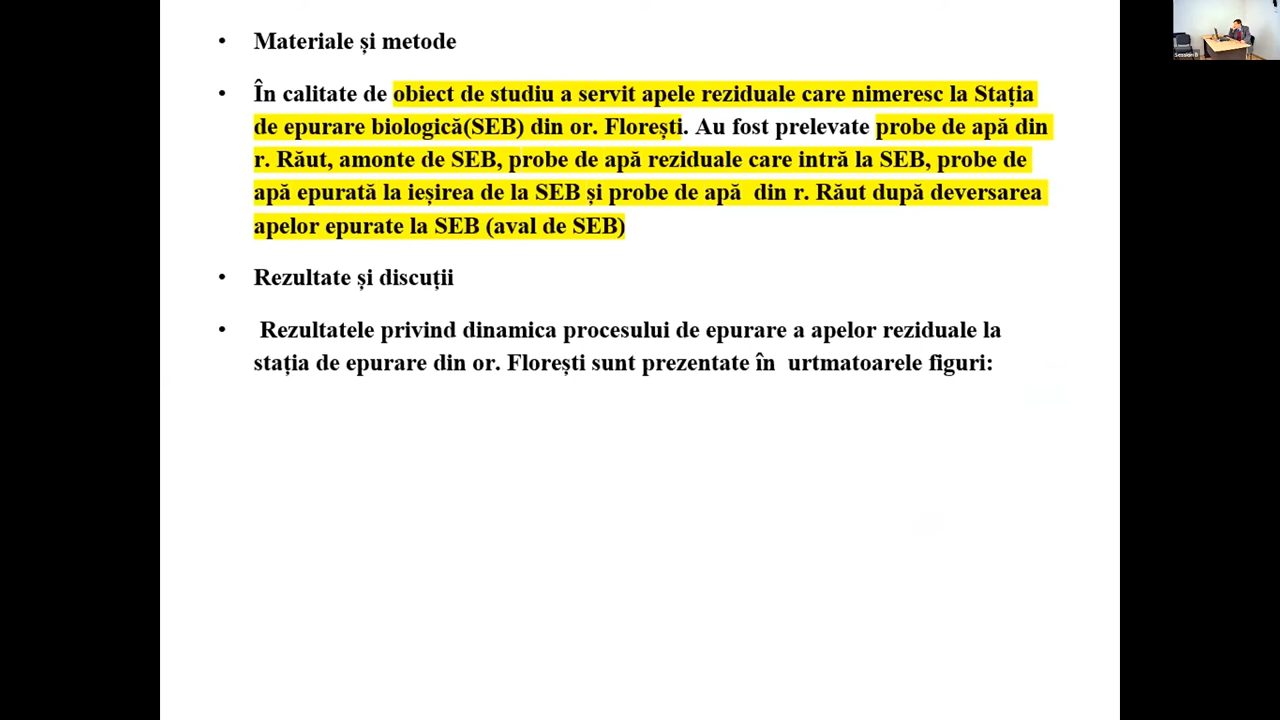 • Materiale și metode
• În calitate de obiect de studiu a servit apele reziduale care nimeresc la Stația
de epurare biologică(SEB) din or. Florești. Au fost prelevate probe de apă din
r. Răut, amonte de SEB, probe de apă reziduale care intră la SEB, probe de
apă epurată la ieșirea de la SEB și probe de apă din r. Răut după deversarea
apelor epurate la SEB (aval de SEB)
• Rezultate și discuții
• Rezultatele privind dinamica procesului de epurare a apelor reziduale la
stația de epurare din or. Florești sunt prezentate în urtmatoarele figuri:
Session B